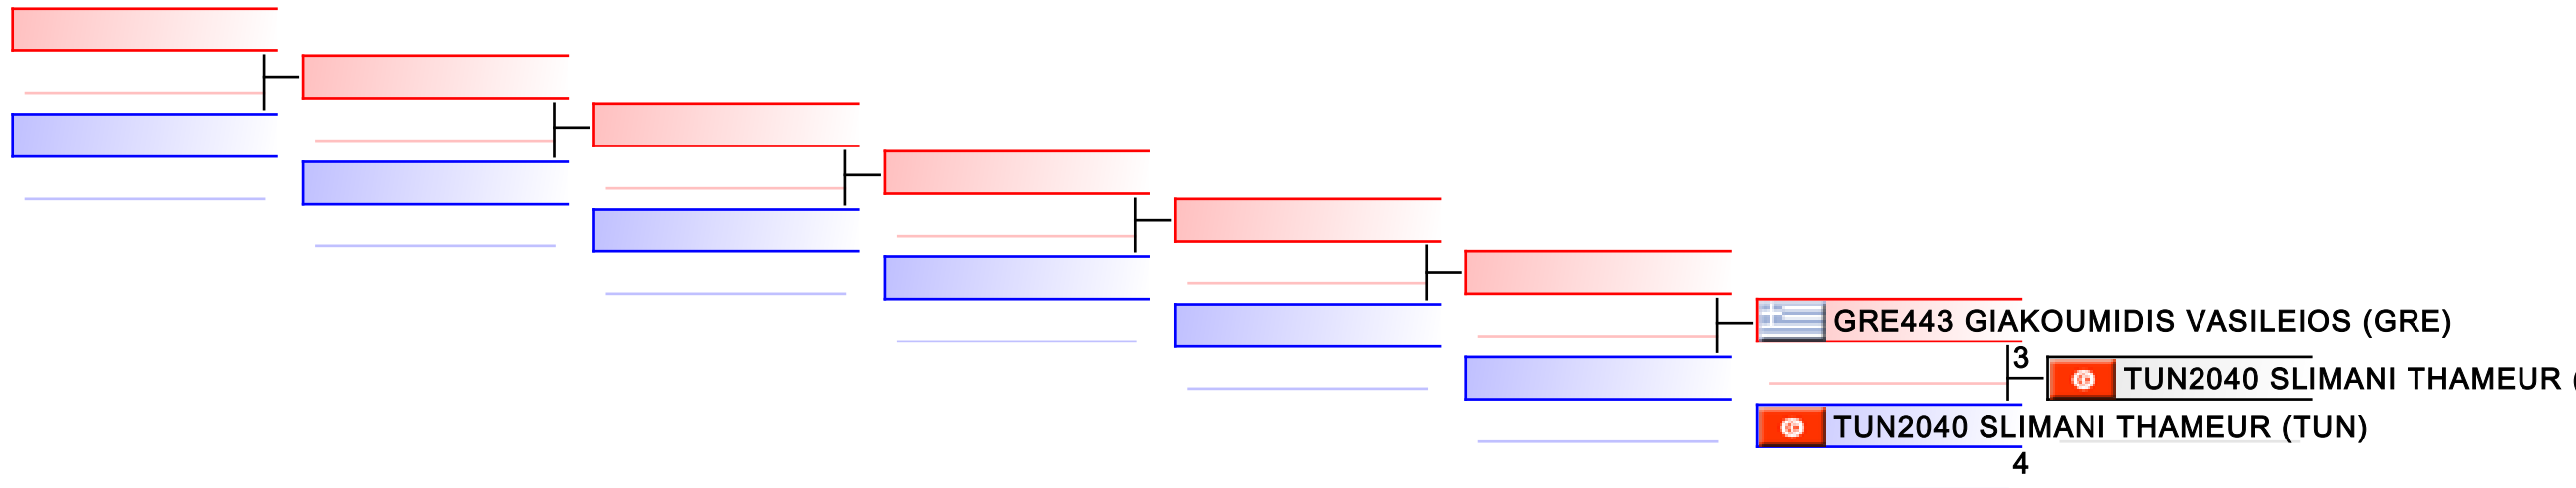 GRE443 GIAKOUMIDIS VASILEIOS (GRE)
3
TUN2040 SLIMANI THAMEUR (
TUN2040 SLIMANI THAMEUR (TUN)
4